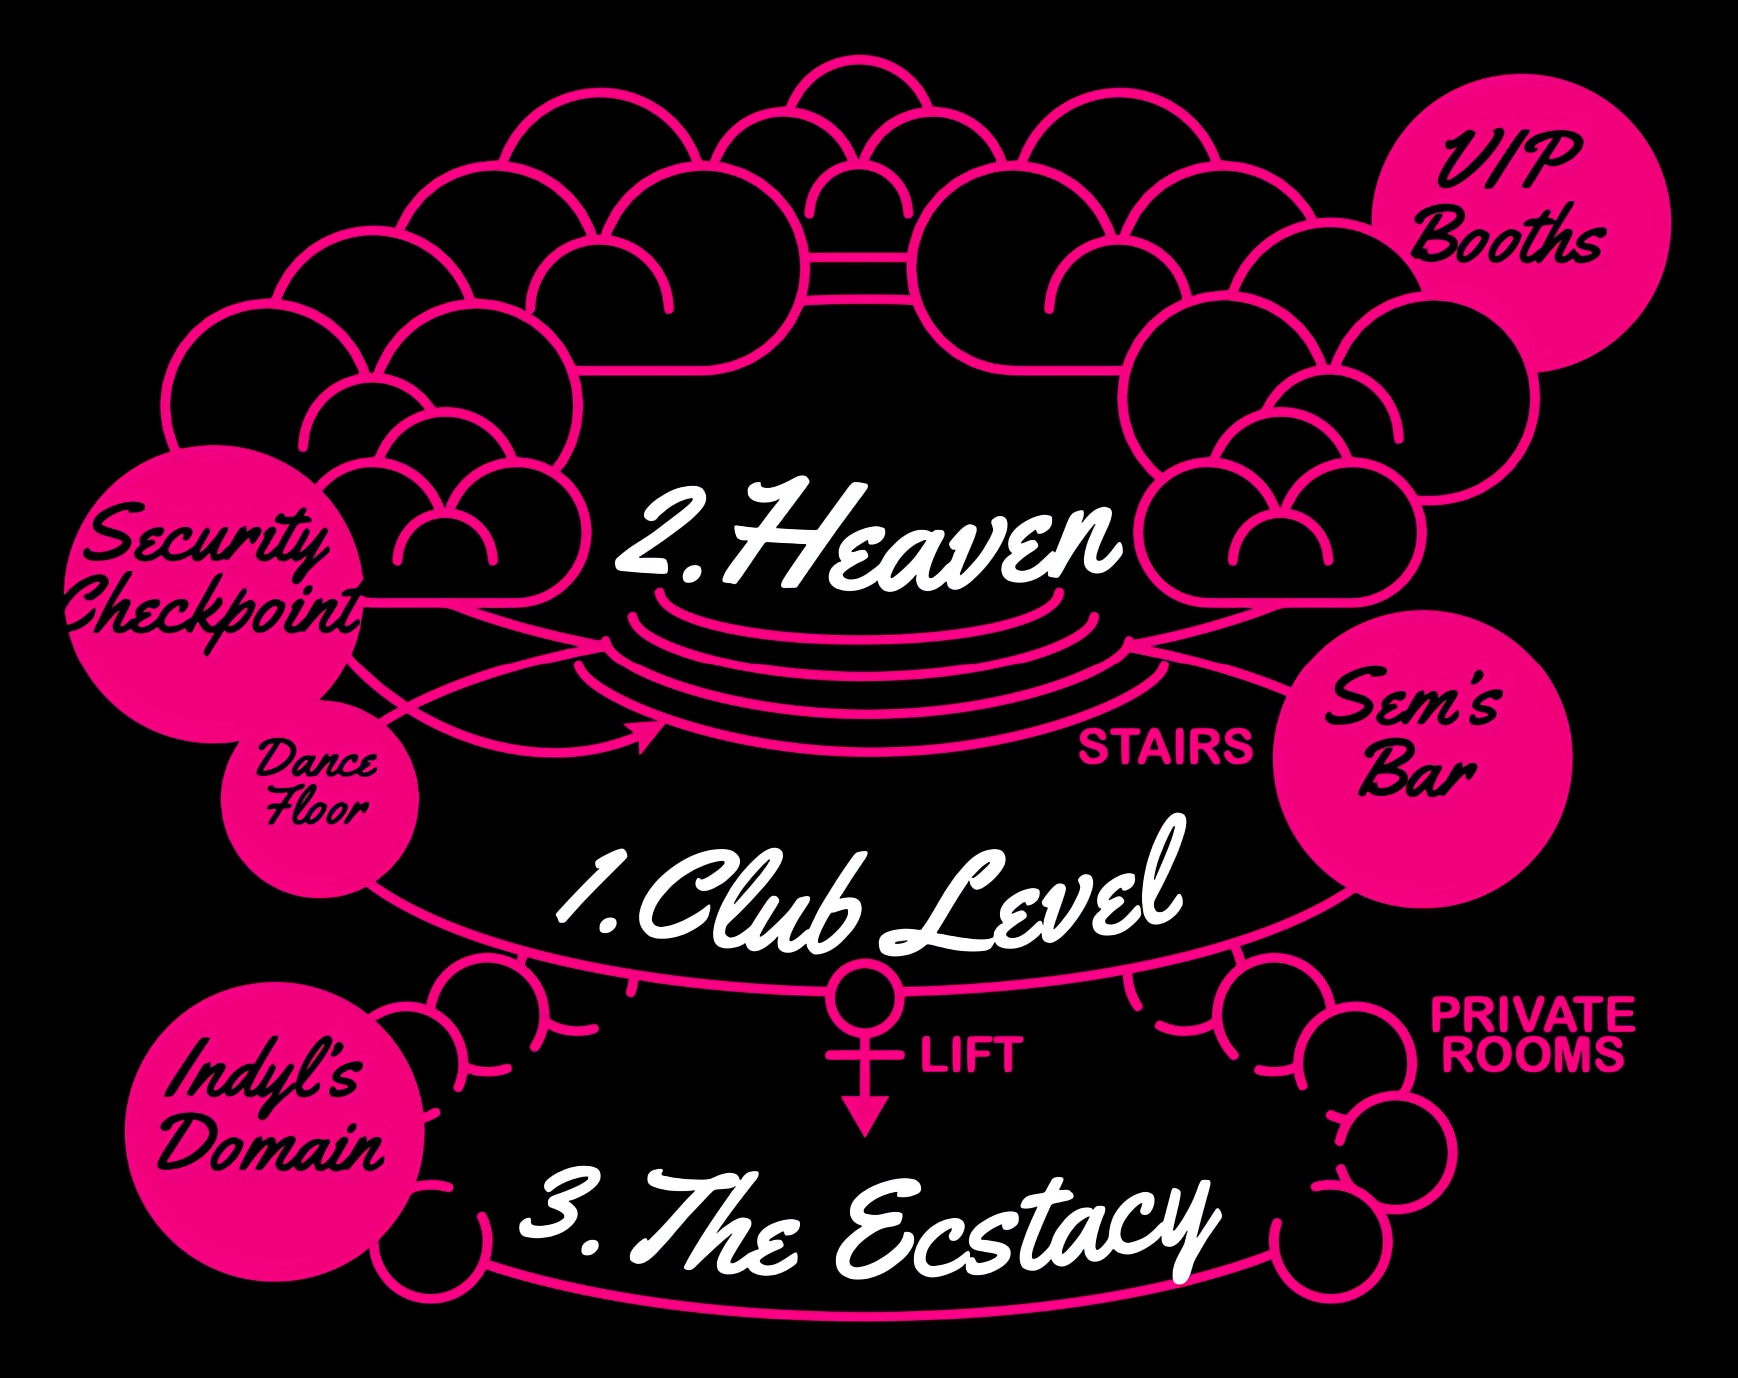 VIP
Booths
2. Heaven
Security
Checkpoint
Sem's
Bar
STAIRS
Dance
Floor
1. Club Level
PRIVATE
ROOMS
LIFT
Indyl's
Domain
3. The Ecstacy